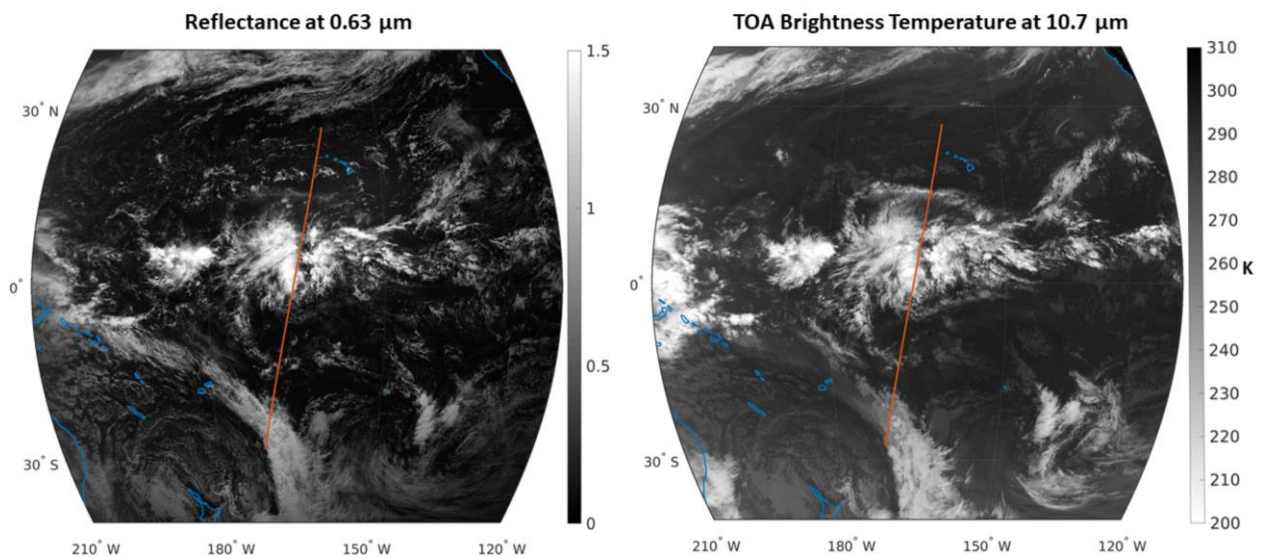 Reflectance at 0.63 µm
TOA Brightness Temperature at 10.7 µm
30° N
0°
30° S
210° W
180° W
150° W
120° W
1.5
1
0.5
0
30° N
0°
30° S
210° W
180° W
150° W
120° W
310
300
290
280
270
260
250
240
230
220
210
200
K